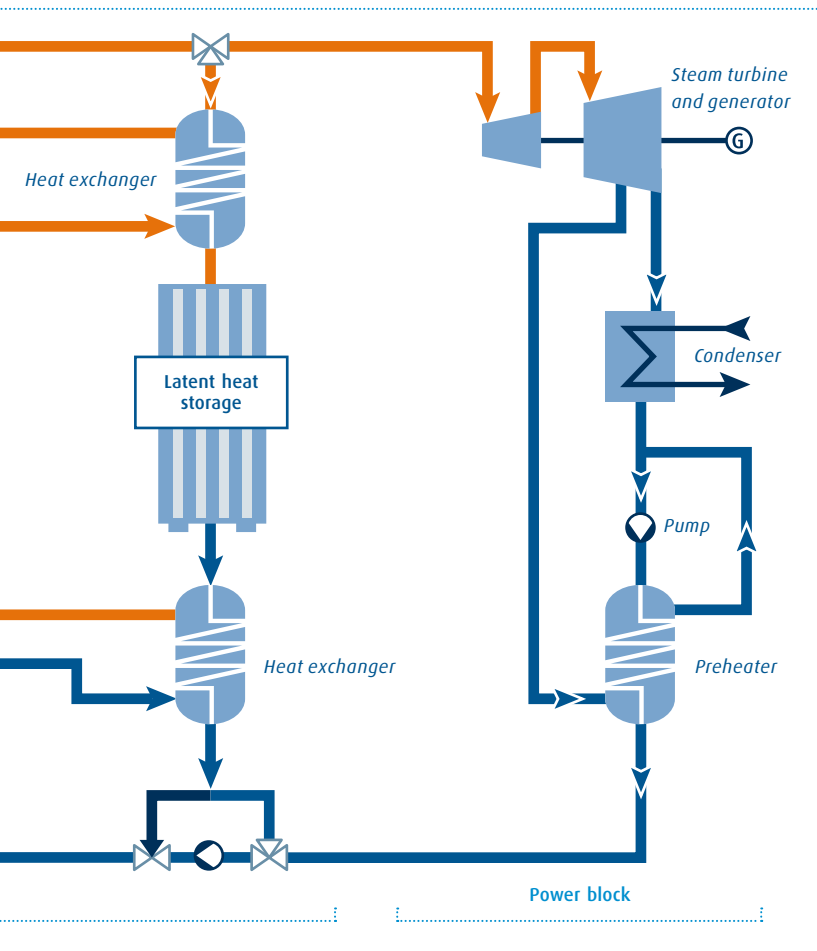 Steam turbine
and generator
G
Heat exchanger
Latent heat
storage
Condenser
Pump
Heat exchanger
Preheater
Power block